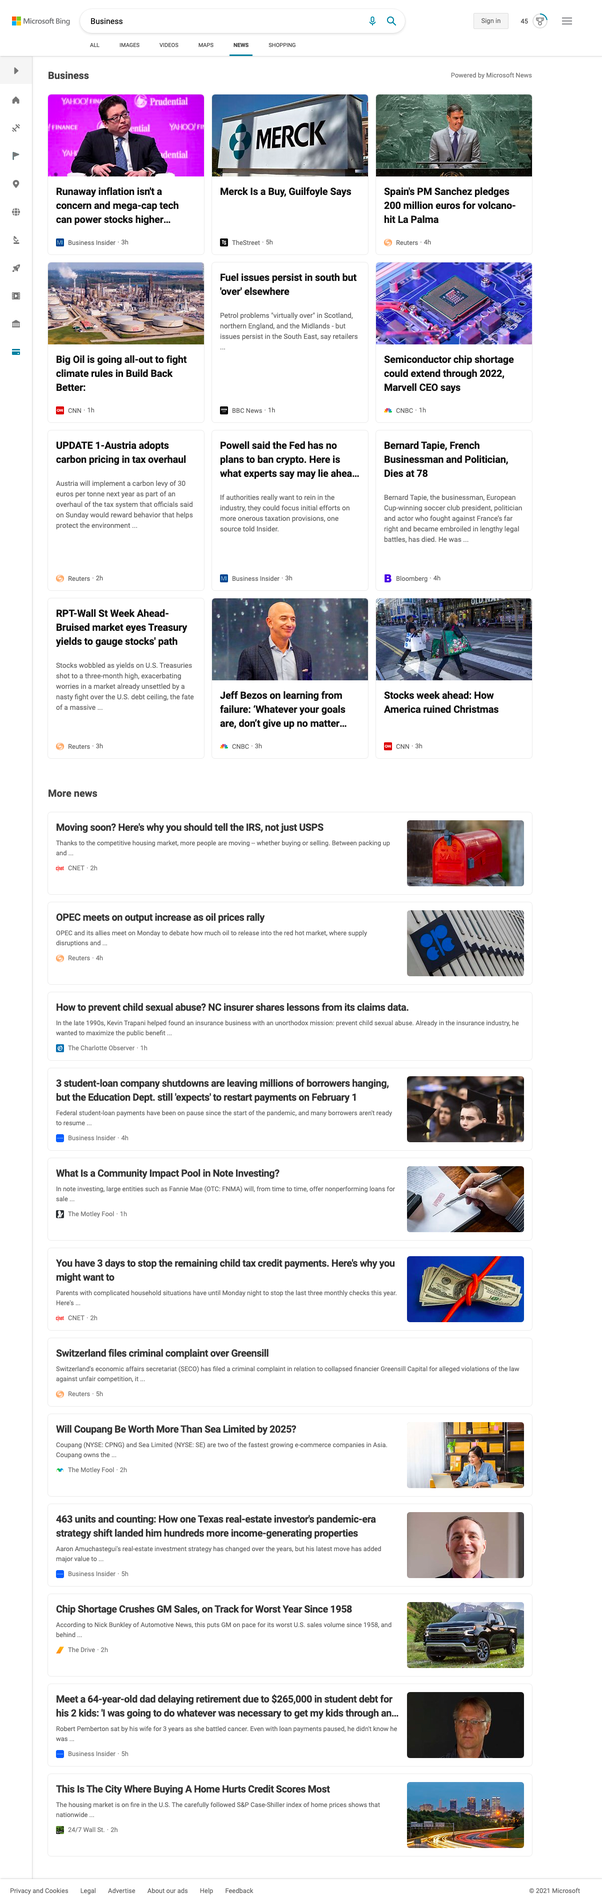 Microsoft Bing
Business
Sign in
45
ALL IMAGES VIDEOS MAPS NEWS SHOPPING
Business
Powered by Microsoft News
YAHOO! FINANCE
Prudential
Runaway inflation isn't a
concern and mega-cap tech
can power stocks higher...
Business Insider · 3h
MERCK
Merck Is a Buy, Guilfoyle Says
TheStreet · 5h
Spain's PM Sanchez pledges
200 million euros for volcano-
hit La Palma
Reuters · 4h
Big Oil is going all-out to fight
climate rules in Build Back
Better:
CNN · 1h
Fuel issues persist in south but
'over' elsewhere
Petrol problems "virtually over" in Scotland,
northern England, and the Midlands - but
issues persist in the South East, say retailers
...
BBC News · 1h
Semiconductor chip shortage
could extend through 2022,
Marvell CEO says
CNBC · 1h
UPDATE 1-Austria adopts
carbon pricing in tax overhaul
Austria will implement a carbon levy of 30
euros per tonne next year as part of an
overhaul of the tax system that officials said
on Sunday would reward behavior that helps
protect the environment ...
Reuters · 2h
Powell said the Fed has no
plans to ban crypto. Here is
what experts say may lie ahea...
If authorities really want to rein in the
industry, they could focus initial efforts on
more onerous taxation provisions, one
source told Insider.
Business Insider · 3h
Bernard Tapie, French
Businessman and Politician,
Dies at 78
Bernard Tapie, the businessman, European
Cup-winning soccer club president, politician
and actor who fought against France's far
right and became embroiled in lengthy legal
battles, has died. He was ...
Bloomberg · 4h
RPT-Wall St Week Ahead-
Bruised market eyes Treasury
yields to gauge stocks' path
Stocks wobbled as yields on U.S. Treasuries
shot to a three-month high, exacerbating
worries in a market already unsettled by a
nasty fight over the U.S. debt ceiling, the fate
of a massive ...
Reuters · 3h
Jeff Bezos on learning from
failure: 'Whatever your goals
are, don't give up no matter...
CNBC · 3h
Stocks week ahead: How
America ruined Christmas
CNN · 3h
More news
Moving soon? Here's why you should tell the IRS, not just USPS
Thanks to the competitive housing market, more people are moving – whether buying or selling. Between packing up
and ...
CNET · 2h
OPEC meets on output increase as oil prices rally
OPEC and its allies meet on Monday to debate how much oil to release into the red hot market, where supply
disruptions and ...
Reuters · 4h
How to prevent child sexual abuse? NC insurer shares lessons from its claims data.
In the late 1990s, Kevin Trapani helped found an insurance business with an unorthodox mission: prevent child sexual abuse. Already in the insurance industry, he
wanted to maximize the public benefit ...
The Charlotte Observer · 1h
3 student-loan company shutdowns are leaving millions of borrowers hanging,
but the Education Dept. still 'expects' to restart payments on February 1
Federal student-loan payments have been on pause since the start of the pandemic, and many borrowers aren't ready
to resume ...
Business Insider · 4h
What Is a Community Impact Pool in Note Investing?
In note investing, large entities such as Fannie Mae (OTC: FNMA) will, from time to time, offer nonperforming loans for
sale ...
The Motley Fool · 1h
You have 3 days to stop the remaining child tax credit payments. Here's why you
might want to
Parents with complicated household situations have until Monday night to stop the last three monthly checks this year.
Here's ...
CNET · 2h
Switzerland files criminal complaint over Greensill
Switzerland's economic affairs secretariat (SECO) has filed a criminal complaint in relation to collapsed financier Greensill Capital for alleged violations of the law
against unfair competition, it ...
Reuters · 5h
Will Coupang Be Worth More Than Sea Limited by 2025?
Coupang (NYSE: CPNG) and Sea Limited (NYSE: SE) are two of the fastest growing e-commerce companies in Asia.
Coupang owns the ...
The Motley Fool · 2h
463 units and counting: How one Texas real-estate investor's pandemic-era
strategy shift landed him hundreds more income-generating properties
Aaron Amuchastegui's real-estate investment strategy has changed over the years, but his latest move has added
major value to ...
Business Insider · 5h
Chip Shortage Crushes GM Sales, on Track for Worst Year Since 1958
According to Nick Bunkley of Automotive News, this puts GM on pace for its worst U.S. sales volume since 1958, and
behind ...
The Drive · 2h
Meet a 64-year-old dad delaying retirement due to $265,000 in student debt for
his 2 kids: 'I was going to do whatever was necessary to get my kids through an...
Robert Pemberton sat by his wife for 3 years as she battled cancer. Even with loan payments paused, he didn't know he
was ...
Business Insider · 5h
This Is The City Where Buying A Home Hurts Credit Scores Most
The housing market is on fire in the U.S. The carefully followed S&P Case-Shiller index of home prices shows that
nationwide ...
24/7 Wall St. · 2h
Privacy and Cookies Legal Advertise About our ads Help Feedback
© 2021 Microsoft